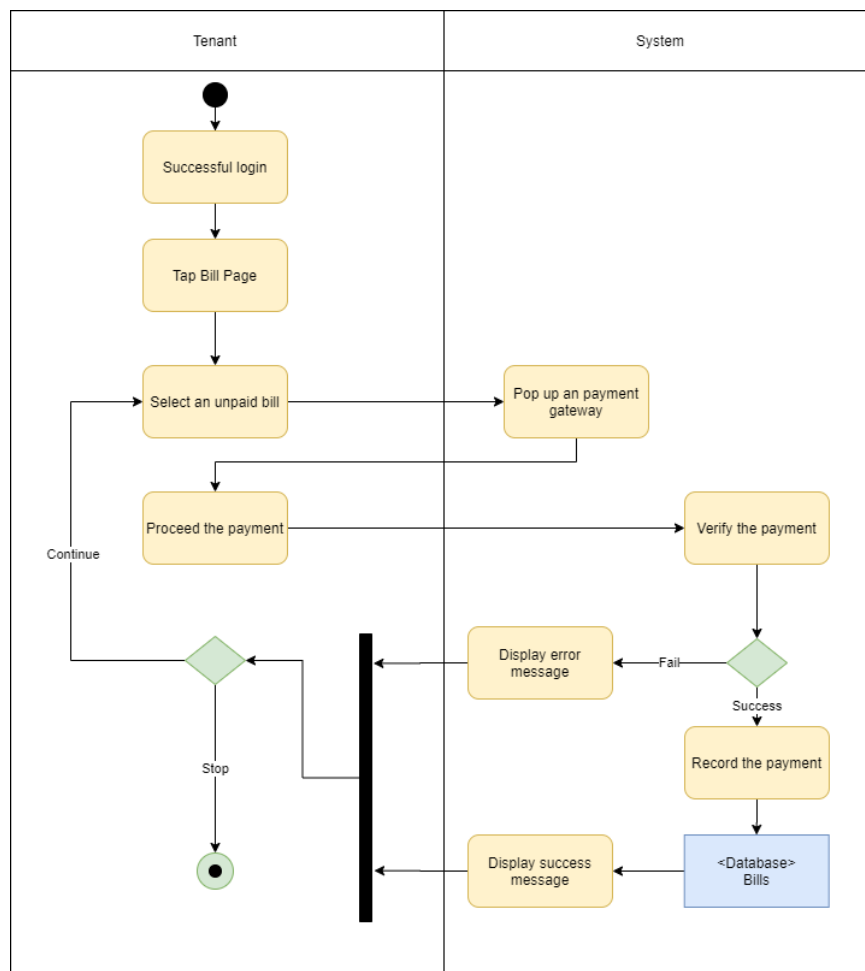 Tenant
System
Successful login
Tap Bill Page
Select an unpaid bill
Pop up an payment
gateway
Proceed the payment
Verify the payment
Continue
Display error
message
Fail
Success
Stop
Record the payment
Display success
message
<Database>
Bills